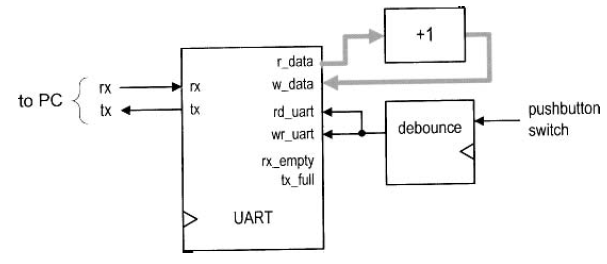 +1
r_data
w_data
to PC
rx
tx
rx
tx
rd_uart
wr_uart
debounce
pushbutton
switch
rx_empty
tx_full
UART